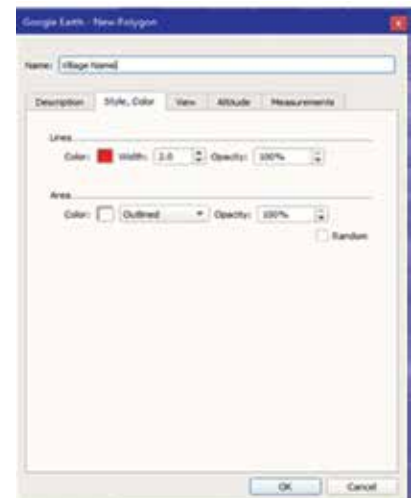 Google Earth - New Polygon
Name: Village Name
Description Style, Color View Altitude Measurements
Lines
Color: Width: 2.0 Opacity: 100%
Area
Color: Outlined Opacity: 100%
Random
OK Cancel